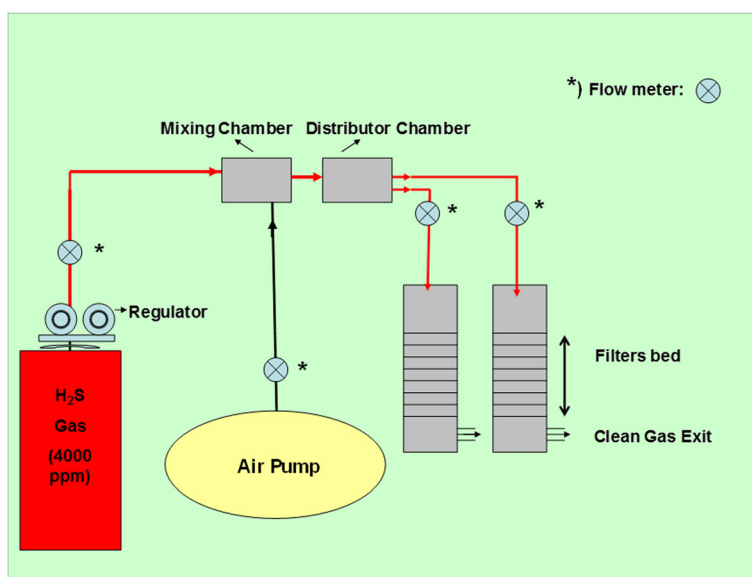 *) Flow meter:
Mixing Chamber
Distributor Chamber
*
*
*
Regulator
*
H₂S
Gas
(4000
ppm)
Air Pump
Filters bed
Clean Gas Exit